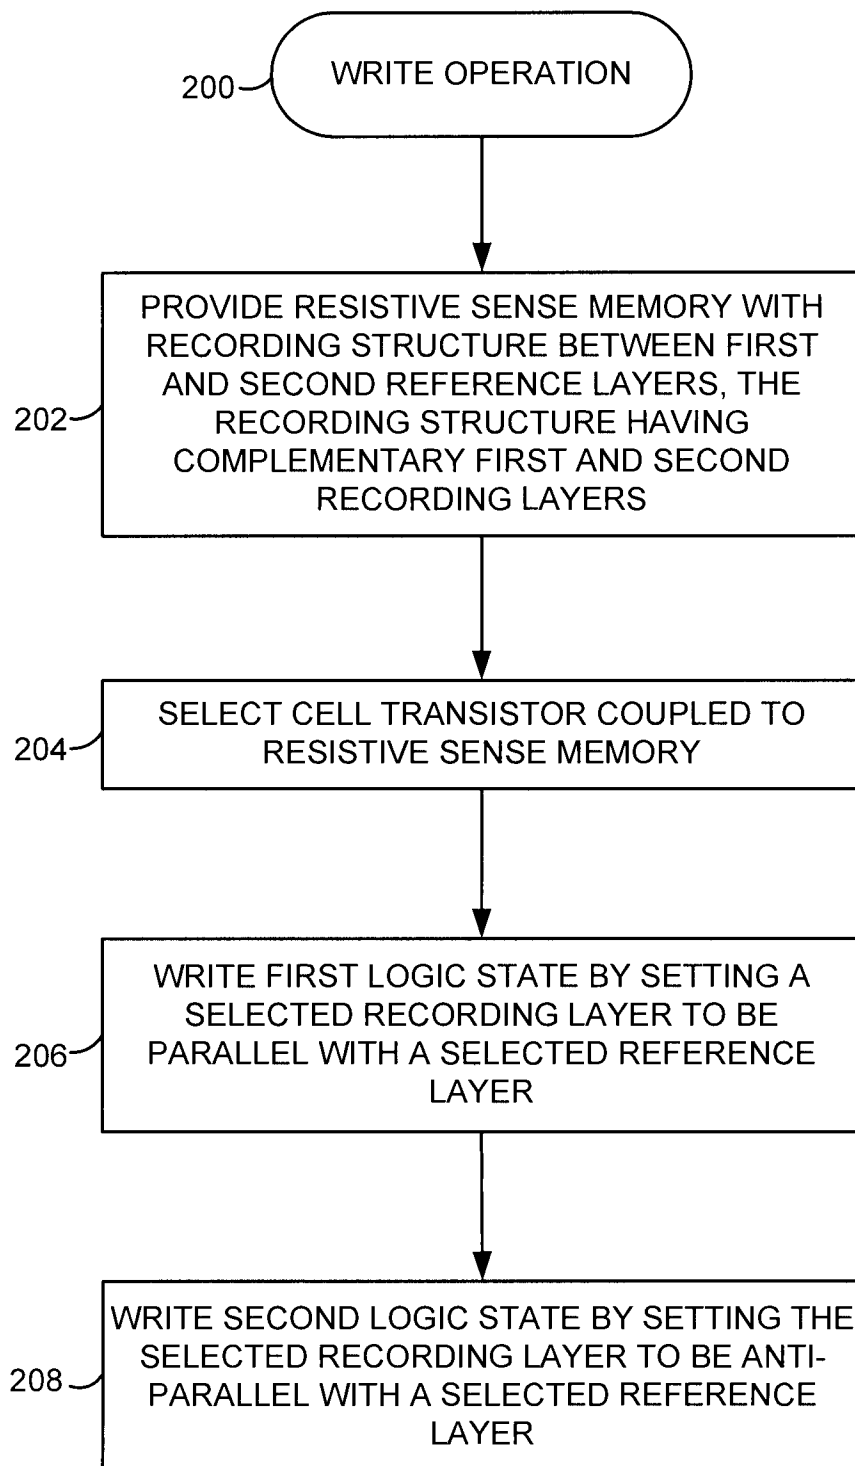 WRITE OPERATION
200
PROVIDE RESISTIVE SENSE MEMORY WITH
RECORDING STRUCTURE BETWEEN FIRST
AND SECOND REFERENCE LAYERS, THE
RECORDING STRUCTURE HAVING
COMPLEMENTARY FIRST AND SECOND
RECORDING LAYERS
202
SELECT CELL TRANSISTOR COUPLED TO
RESISTIVE SENSE MEMORY
204
WRITE FIRST LOGIC STATE BY SETTING A
SELECTED RECORDING LAYER TO BE
PARALLEL WITH A SELECTED REFERENCE
LAYER
206
WRITE SECOND LOGIC STATE BY SETTING THE
SELECTED RECORDING LAYER TO BE ANTI-
PARALLEL WITH A SELECTED REFERENCE
LAYER
208